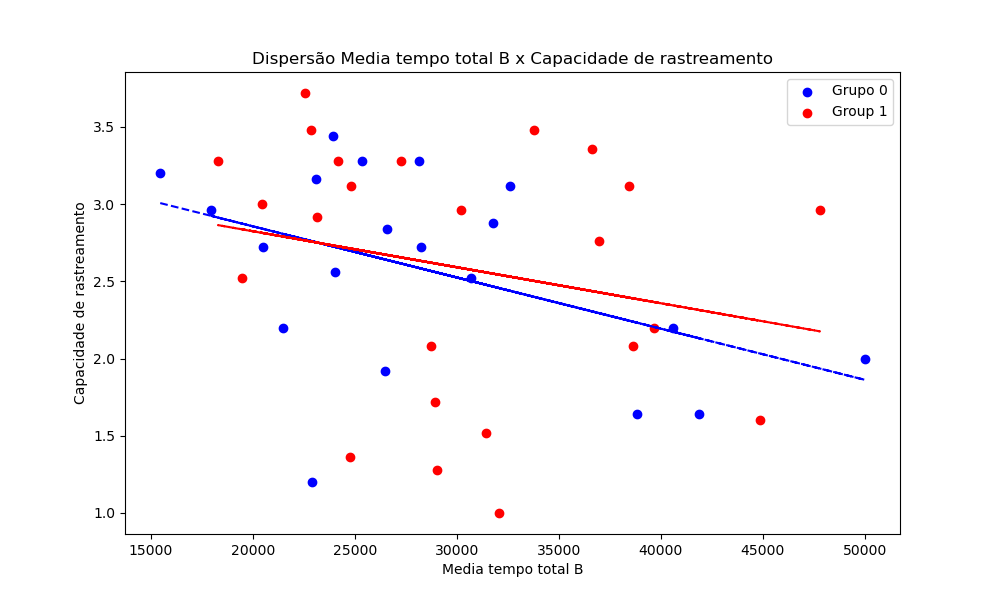 Dispersão Media tempo total B x Capacidade de rastreamento
Grupo 0
Group 1
Capacidade de rastreamento
3.5
3.0
2.5
2.0
1.5
1.0
15000 20000 25000 30000 35000 40000 45000 50000
Media tempo total B